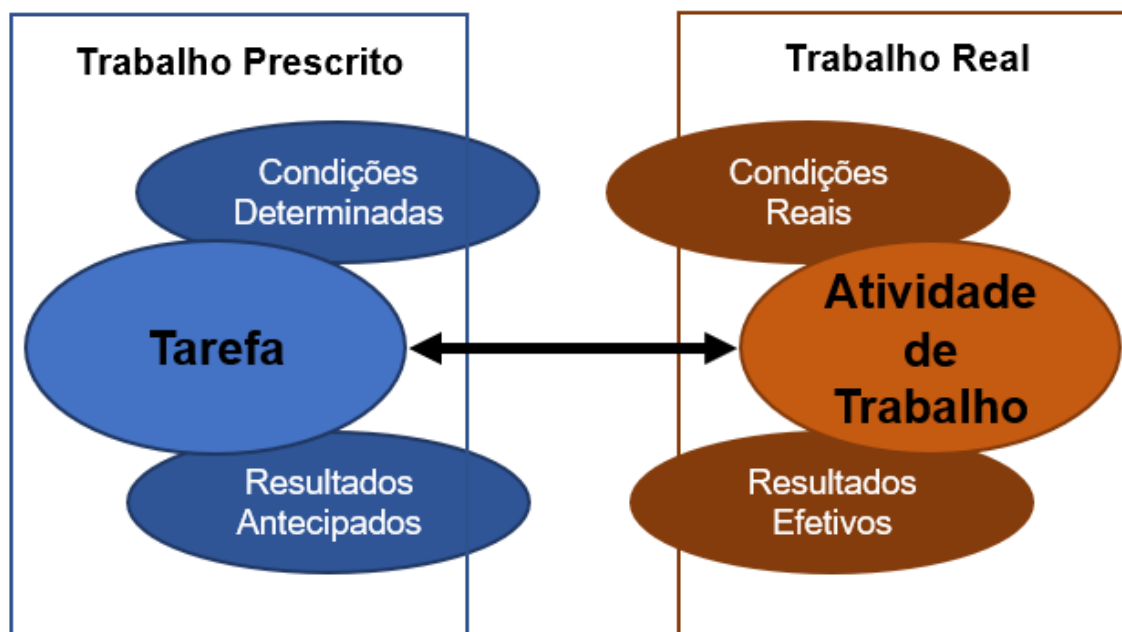 Trabalho Prescrito
Condições
Determinadas
Tarefa
Resultados
Antecipados
Trabalho Real
Condições
Reais
Atividade
de
Trabalho
Resultados
Efetivos